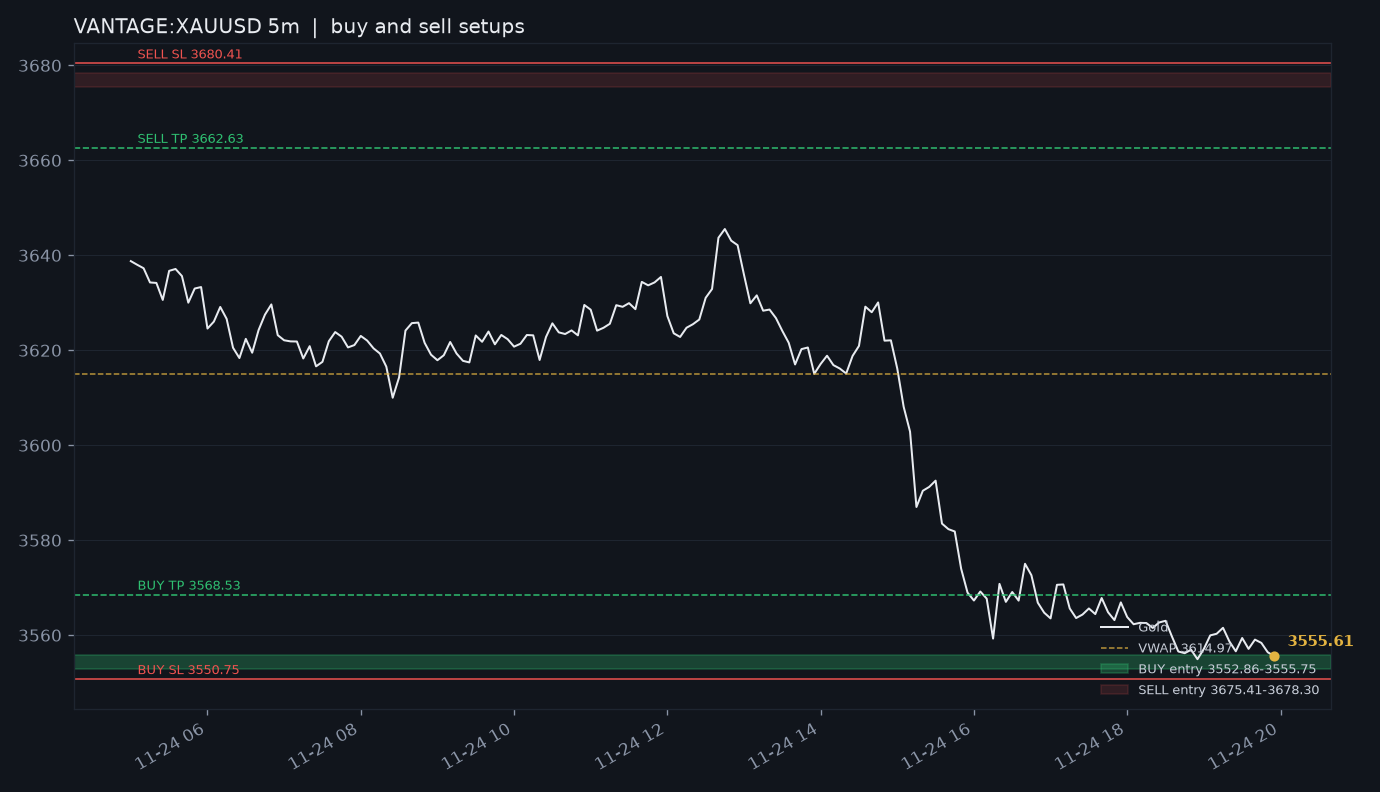 VANTAGE:XAUUSD 5m | buy and sell setups
SELL SL 3680.41
3680
SELL TP 3662.63
3660
3640
3620
3600
3580
BUY TP 3568.53
3560
3555.61
BUY SL 3550.75
Gold
VWAP 3614.97
BUY entry 3552.86-3555.75
SELL entry 3675.41-3678.30
11-24 06
11-24 08
11-24 10
11-24 12
11-24 14
11-24 16
11-24 18
11-24 20